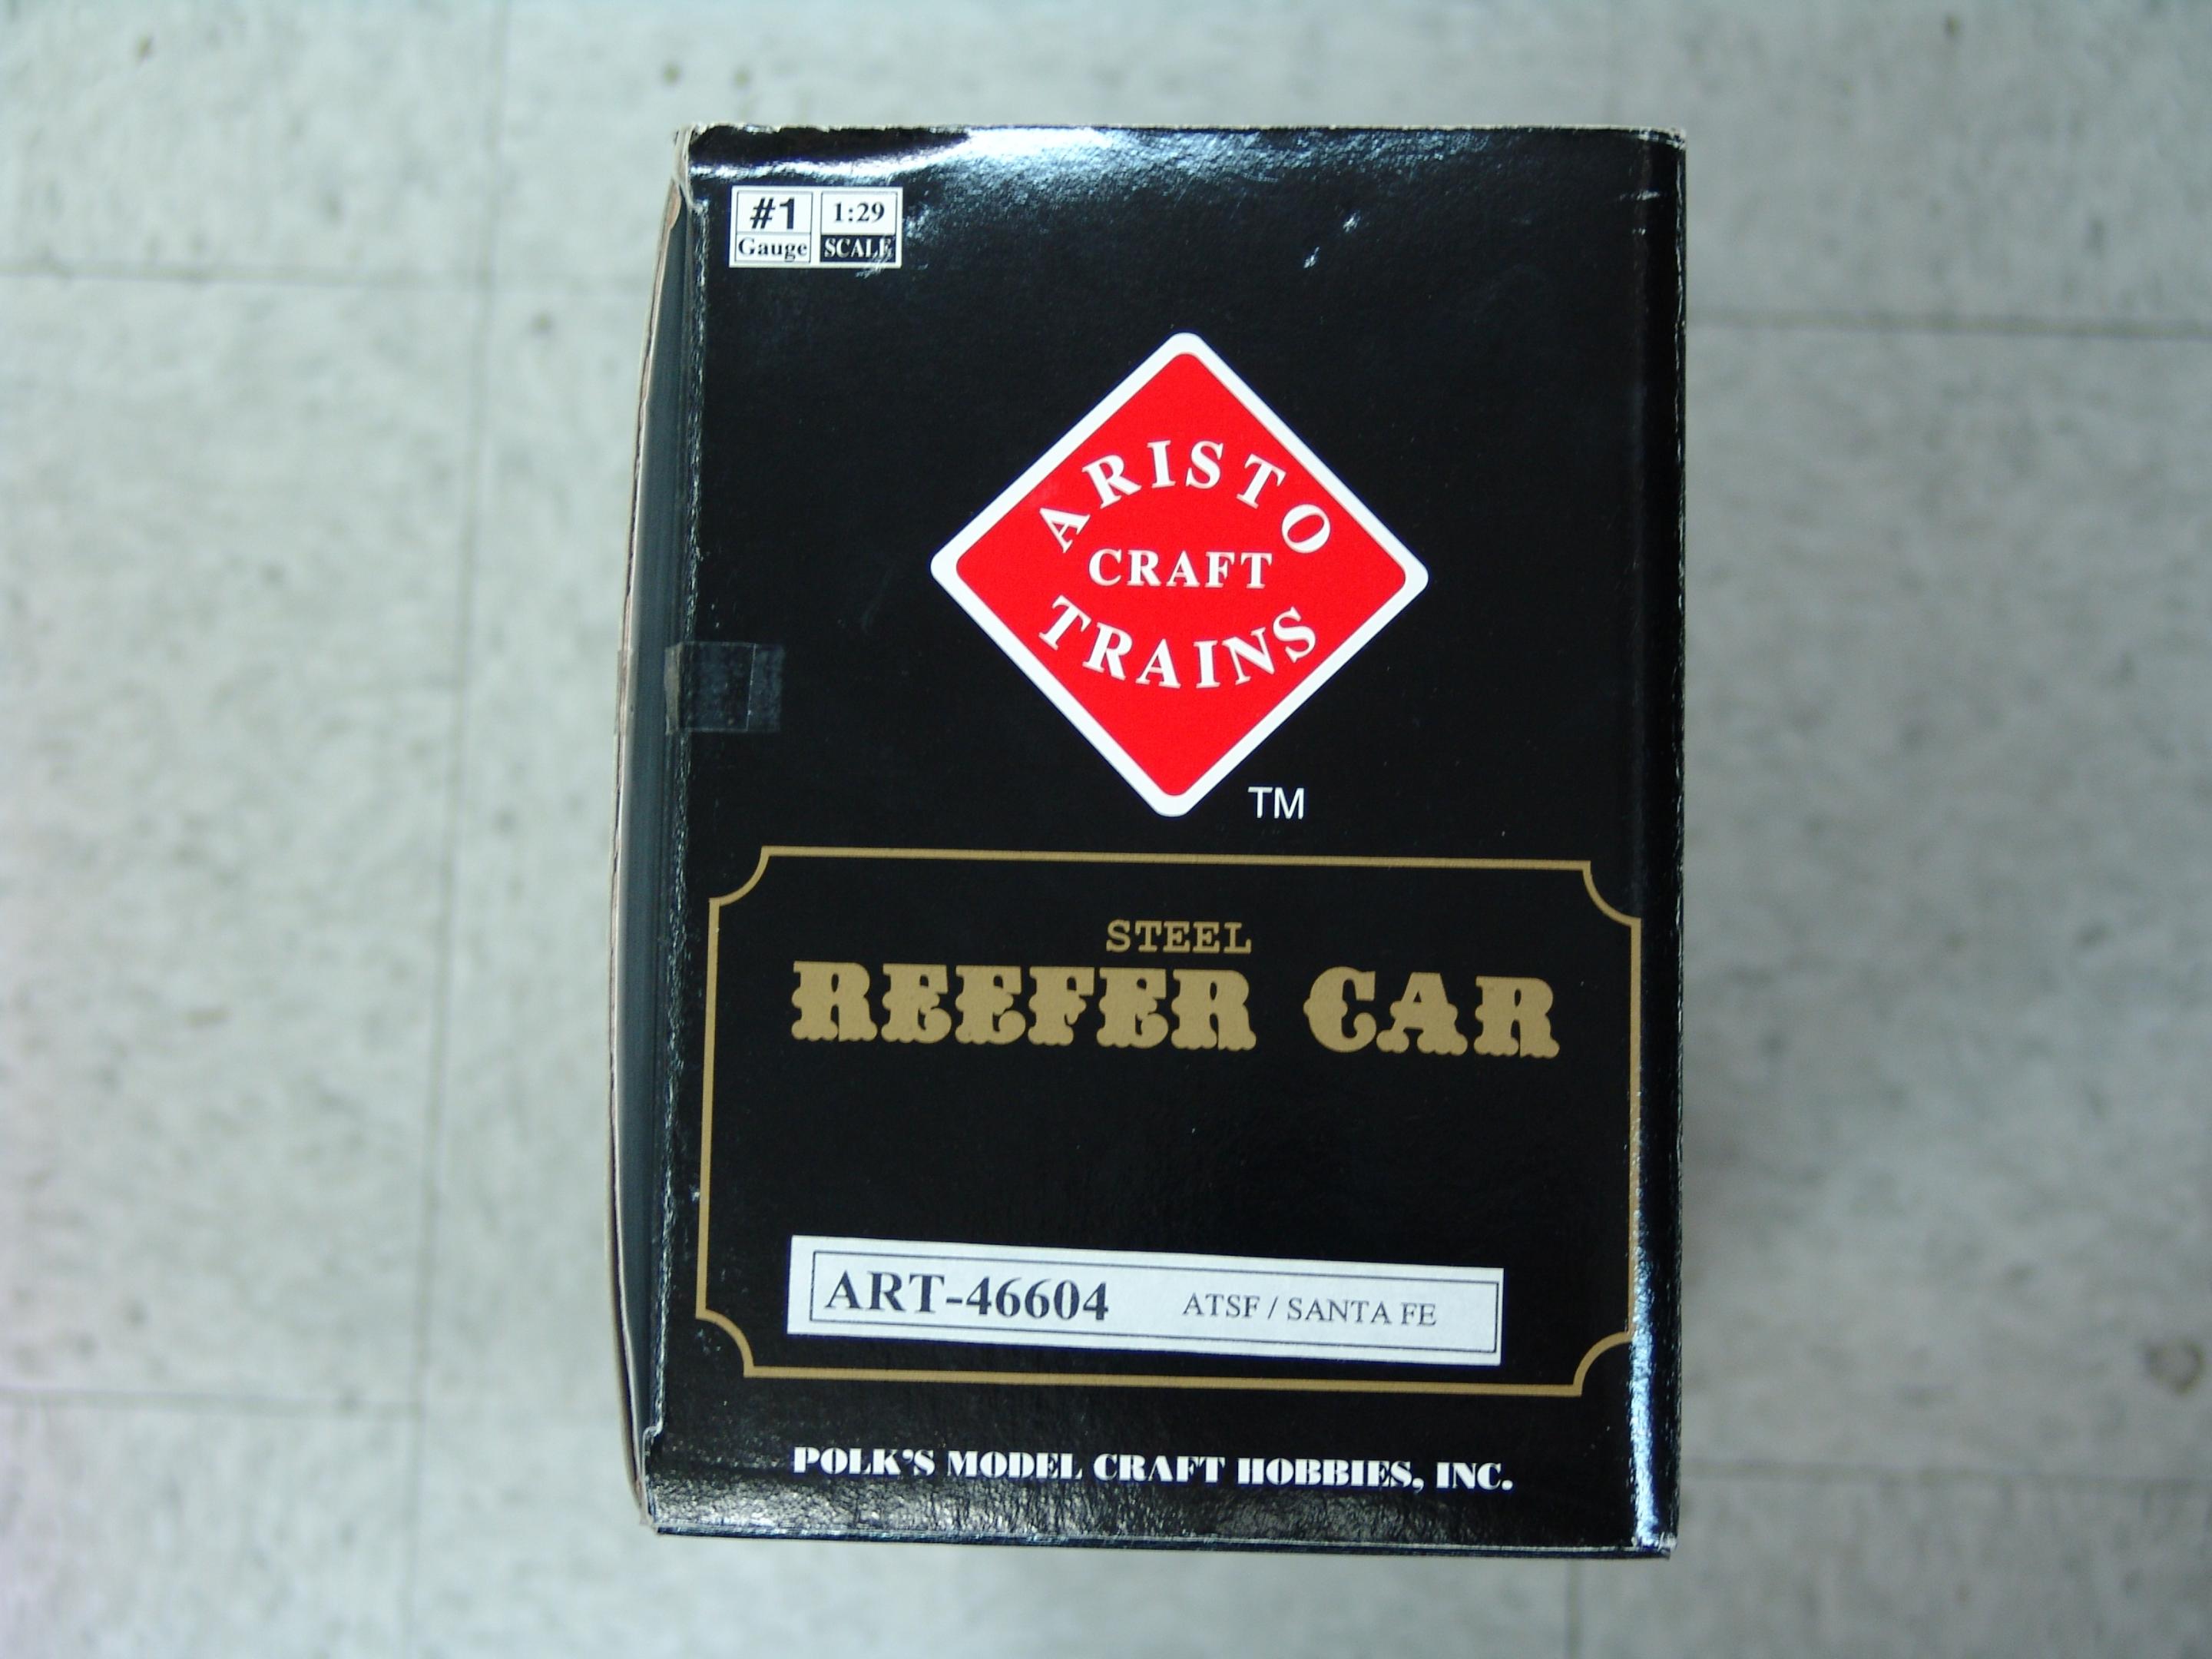 #1 1:29
Gauge SCALE
ARISTO
CRAFT
TRAINS
TM
STEEL
REEFER CAR
ART-46604 ATSF / SANTA FE
POLK'S MODEL CRAFT HOBBIES, INC.